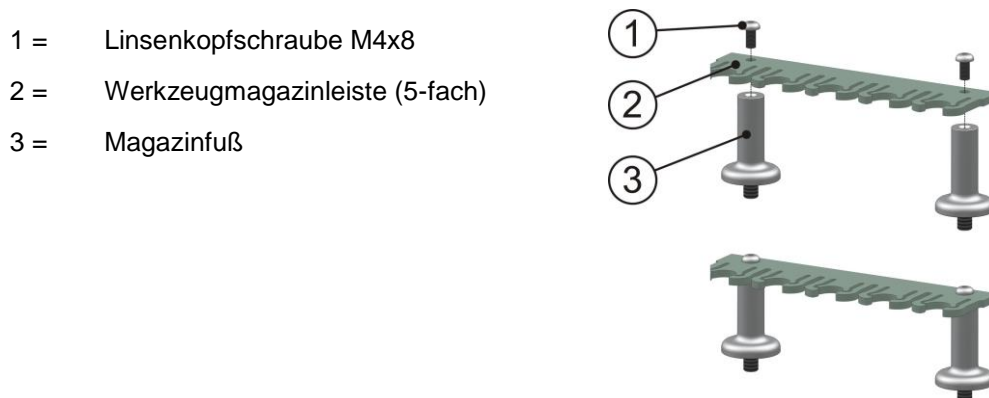 1 = Linsenkopfschraube M4x8
2 = Werkzeugmagazinleiste (5-fach)
3 = Magazinfuß
1
2
3